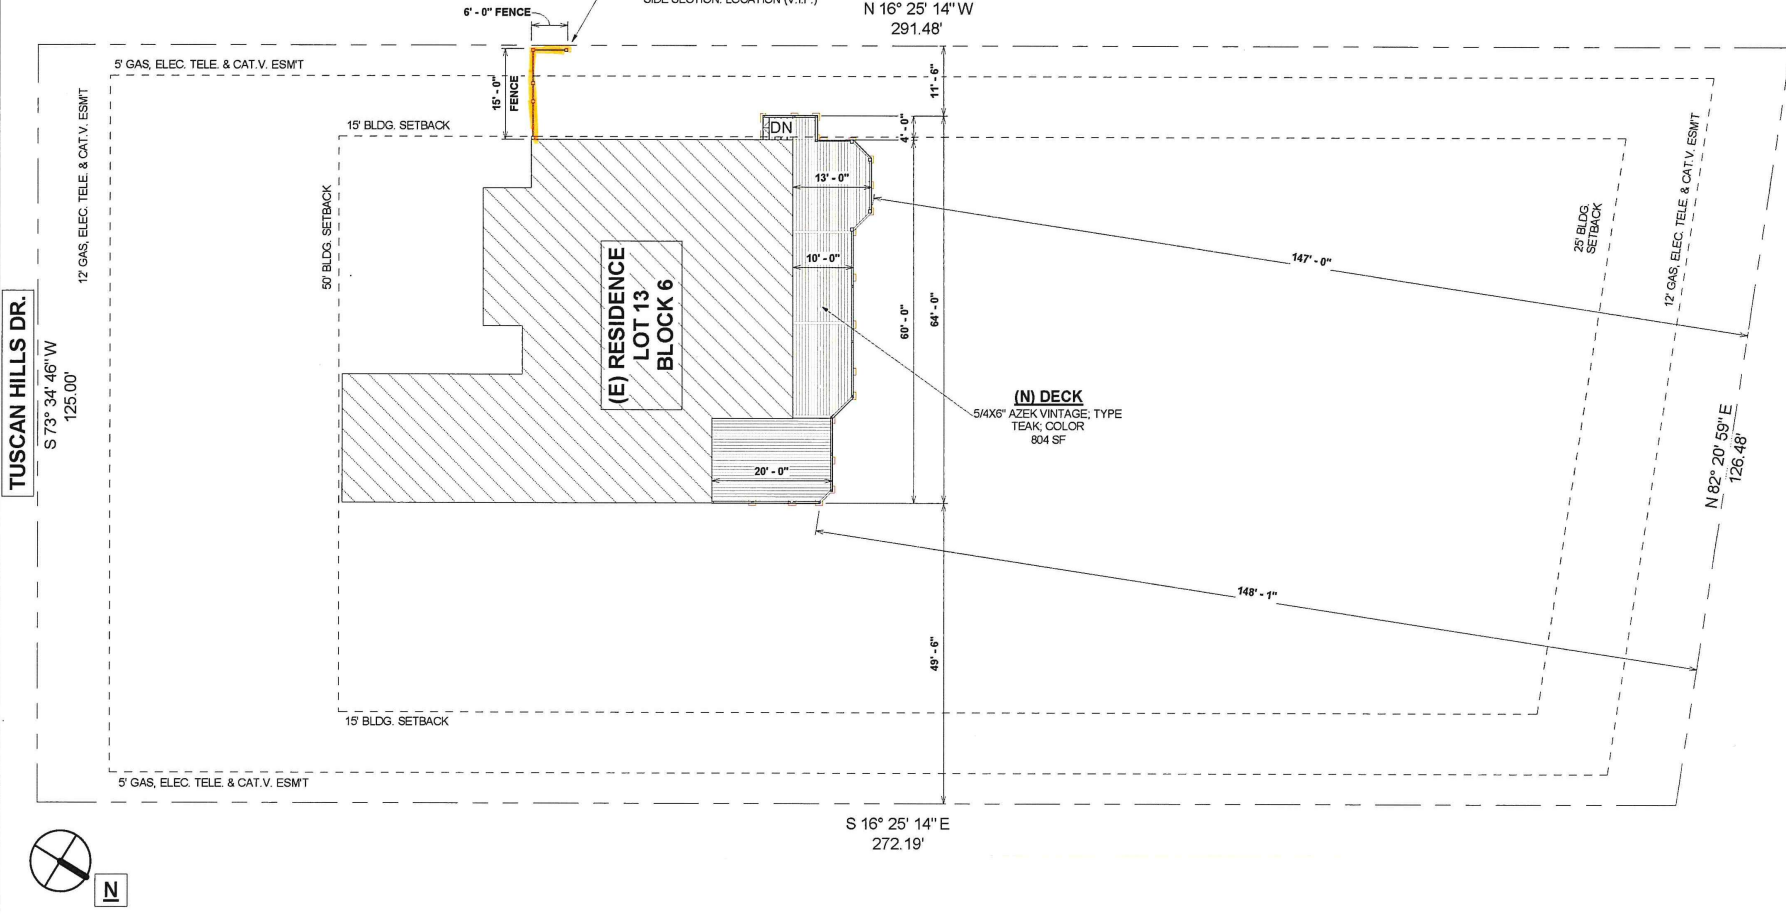 SIDE SECTION. LOCATION (V.I.F.)
6' - 0" FENCE
N 16° 25' 14" W
291.48'
5' GAS, ELEC. TELE. & CAT.V. ESM'T
15' - 0"
FENCE
11' - 6"
12' GAS, ELEC. TELE. & CAT.V. ESM'T
15' BLDG. SETBACK
DN
4' - 0"
13' - 0"
50' BLDG. SETBACK
25' BLDG.
SETBACK
12' GAS, ELEC. TELE. & CAT.V. ESM'T
10' - 0"
147' - 0"
(E) RESIDENCE
LOT 13
BLOCK 6
60' - 0"
64' - 0"
TUSCAN HILLS DR.
S 73° 34' 46" W
125.00'
(N) DECK
5/4X6" AZEK VINTAGE; TYPE
TEAK; COLOR
804 SF
20' - 0"
N 82° 20' 59" E
126.48'
148' - 1"
49' - 6"
15' BLDG. SETBACK
5' GAS, ELEC. TELE. & CAT.V. ESM'T
S 16° 25' 14" E
272.19'
N